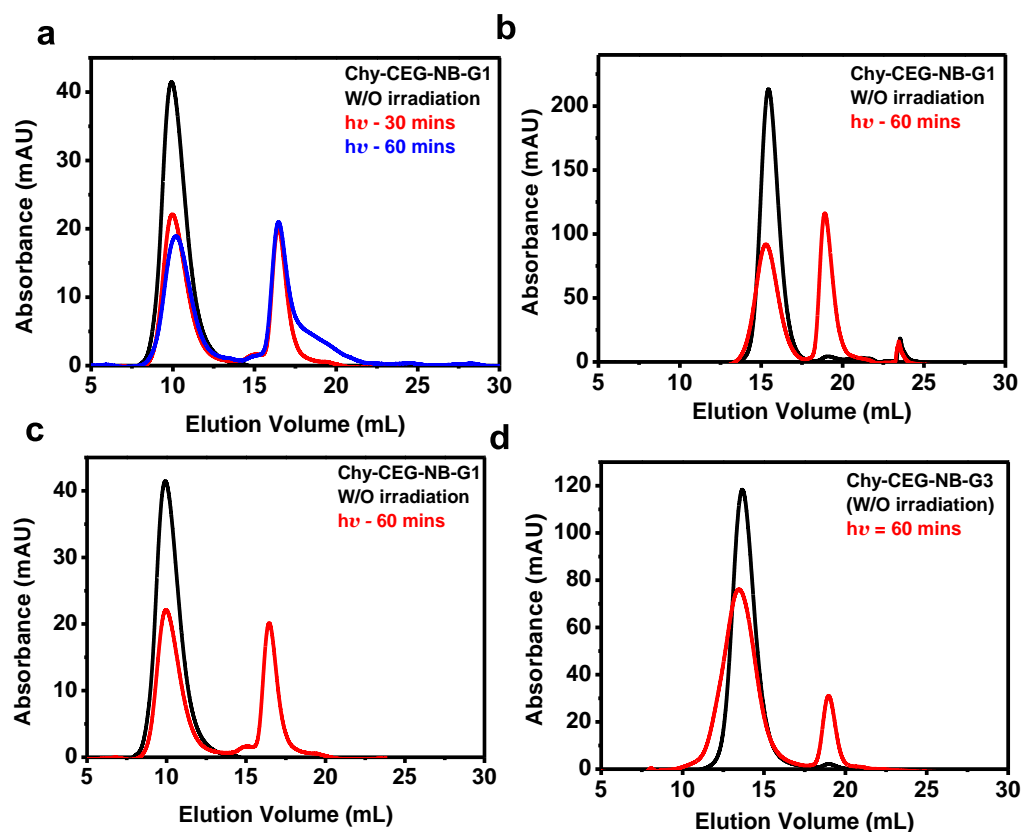 a
Chy-CEG-NB-G1
W/O irradiation
hυ - 30 mins
hυ - 60 mins
40
30
20
10
0
5 10 15 20 25 30
Absorbance (mAU)
Elution Volume (mL)
b
Chy-CEG-NB-G1
W/O irradiation
hυ - 60 mins
200
150
100
50
0
5 10 15 20 25 30
Absorbance (mAU)
Elution Volume (mL)
c
Chy-CEG-NB-G1
W/O irradiation
hυ - 60 mins
40
30
20
10
0
5 10 15 20 25 30
Absorbance (mAU)
Elution Volume (mL)
d
Chy-CEG-NB-G3
(W/O irradiation)
hυ = 60 mins
120
100
80
60
40
20
0
5 10 15 20 25 30
Absorbance (mAU)
Elution Volume (mL)